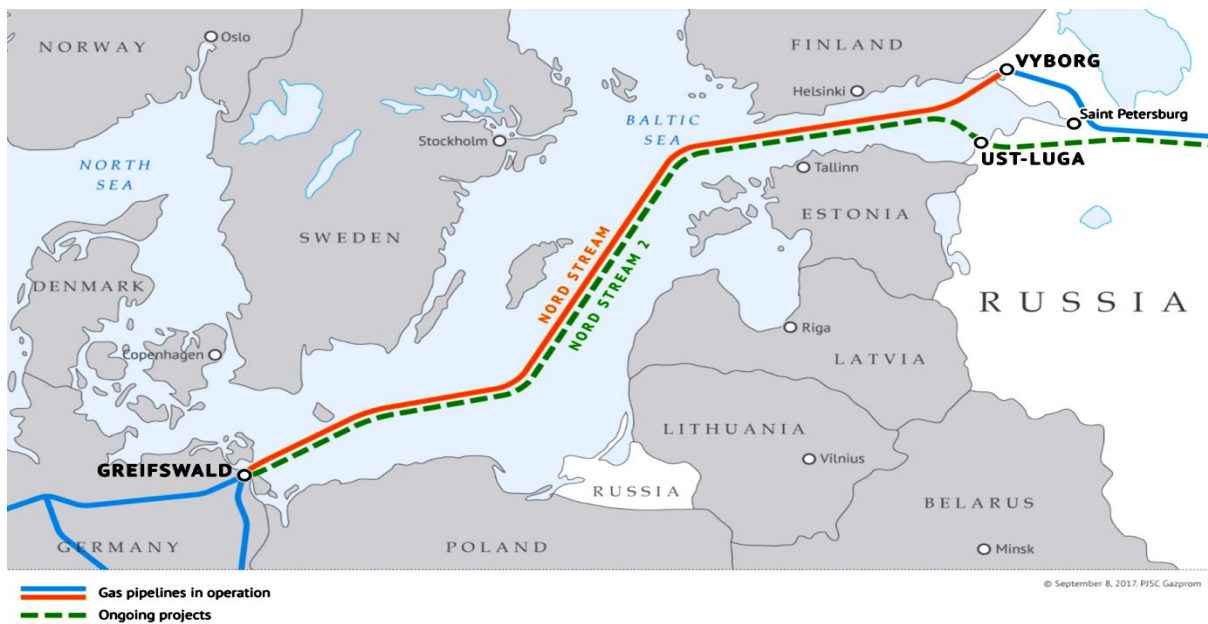 NORWAY
Oslo
FINLAND
VYBORG
Helsinki
Saint Petersburg
BALTIC
SEA
Stockholm
UST-LUGA
NORTH
SEA
Tallinn
ESTONIA
SWEDEN
NORD STREAM
NORD STREAM 2
DENMARK
RUSSIA
Riga
Copenhagen
LATVIA
LITHUANIA
GREIFSWALD
Vilnius
RUSSIA
BELARUS
GERMANY
POLAND
Minsk
© September 8, 2017. PJSC Gazprom
Gas pipelines in operation
Ongoing projects